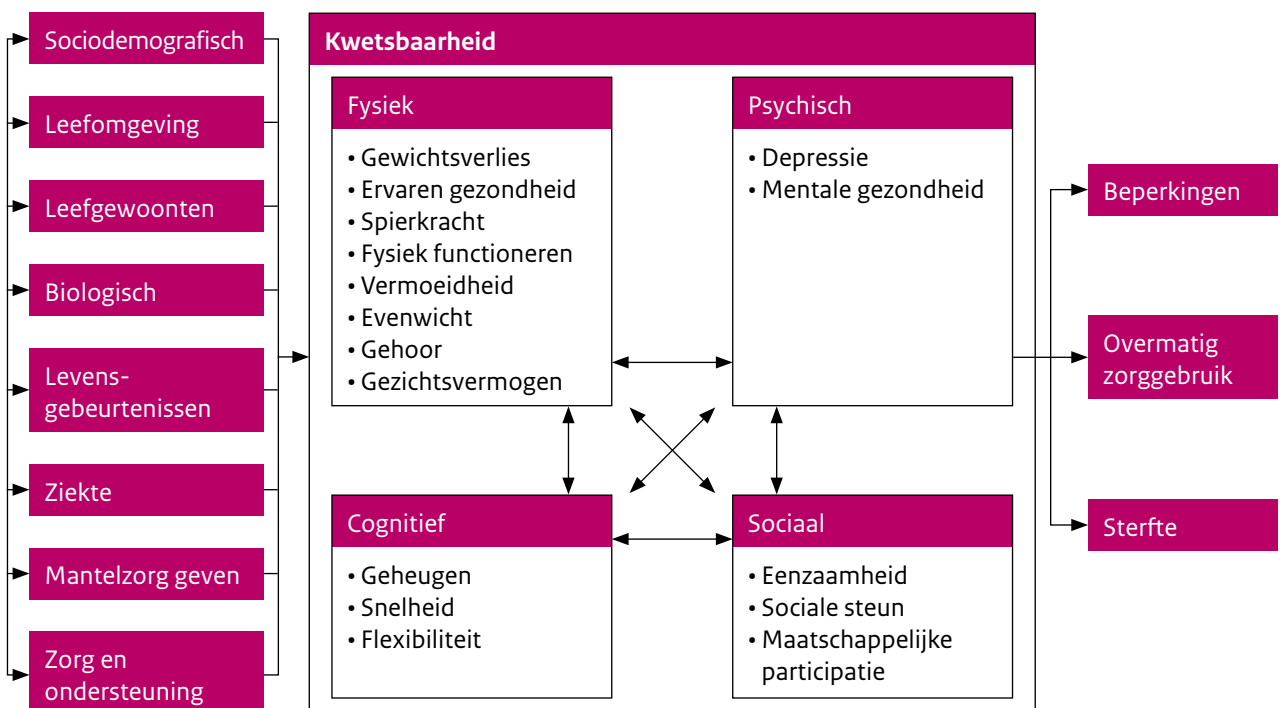 Sociodemografisch
Leefomgeving
Leefgewoonten
Biologisch
Levens-
gebeurtenissen
Ziekte
Mantelzorg geven
Zorg en
ondersteuning
Kwetsbaarheid
Fysiek
• Gewichtsverlies
• Ervaren gezondheid
• Spierkracht
• Fysiek functioneren
• Vermoeidheid
• Evenwicht
• Gehoor
• Gezichtsvermogen
Psychisch
• Depressie
• Mentale gezondheid
Cognitief
• Geheugen
• Snelheid
• Flexibiliteit
Sociaal
• Eenzaamheid
• Sociale steun
• Maatschappelijke
participatie
Beperkingen
Overmatig
zorggebruik
Sterfte